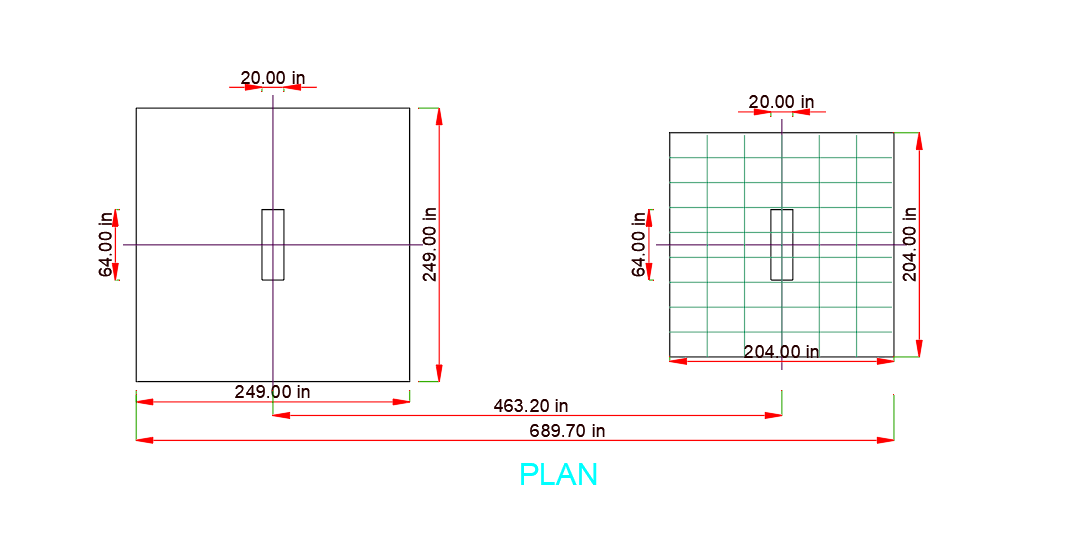 20.00 in
20.00 in
64.00 in
249.00 in
64.00 in
204.00 in
204.00 in
249.00 in
463.20 in
689.70 in
PLAN